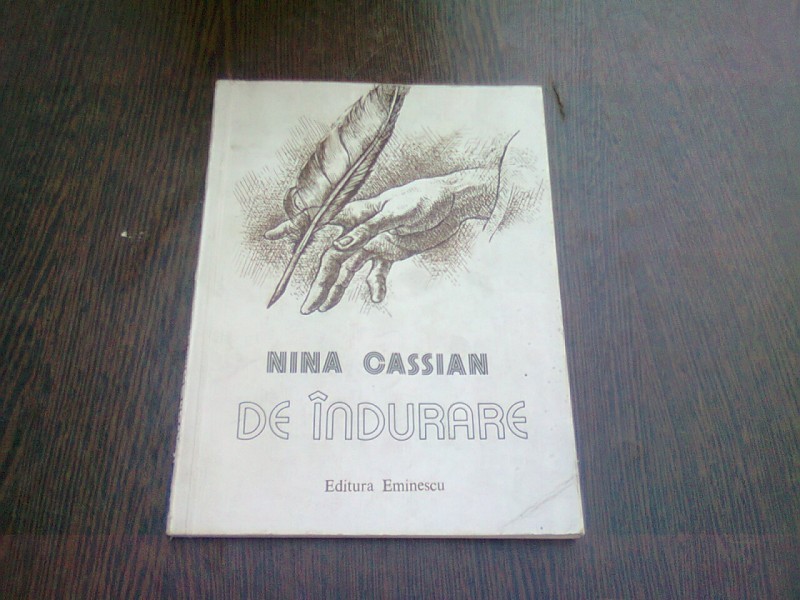 NINA CASSIAN
DE ÎNDURARE
Editura Eminescu